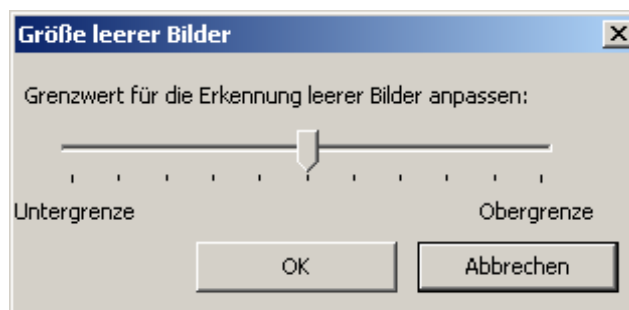 Größe leerer Bilder
Grenzwert für die Erkennung leerer Bilder anpassen:
Untergrenze Obergrenze
OK Abbrechen